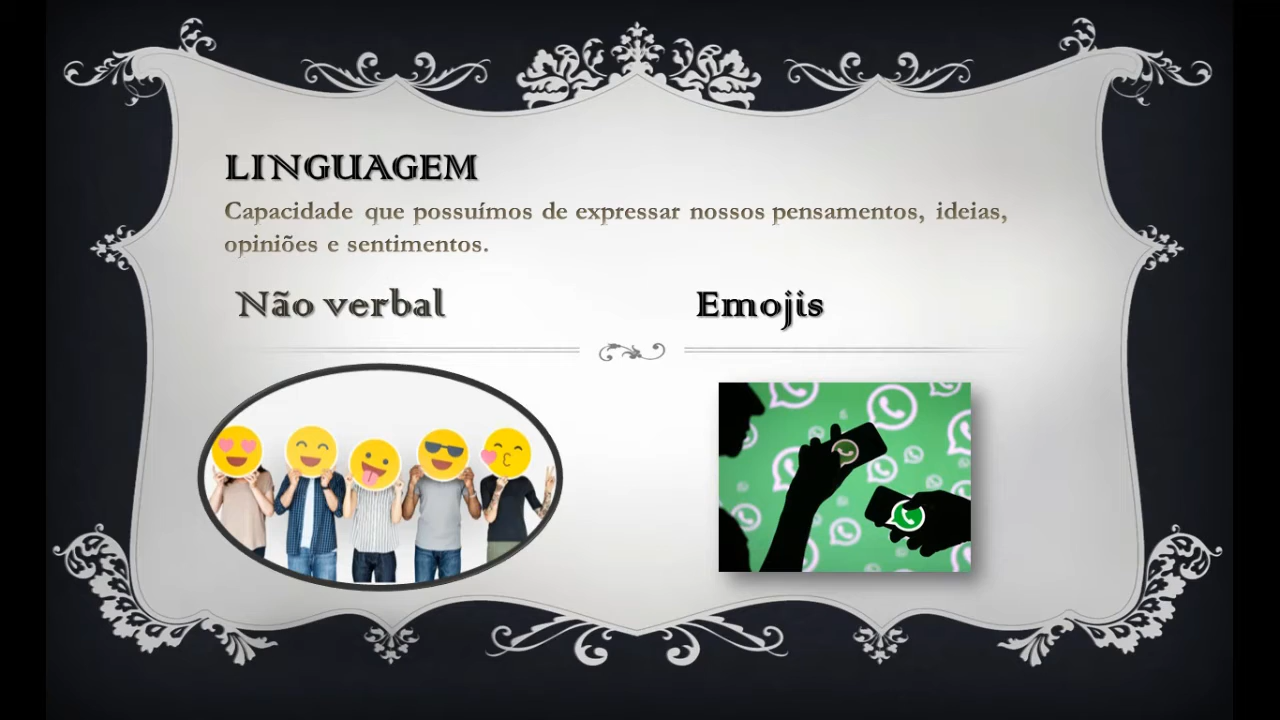 LINGUAGEM
Capacidade que possuímos de expressar nossos pensamentos, ideias,
opiniões e sentimentos.
Não verbal
Emojis